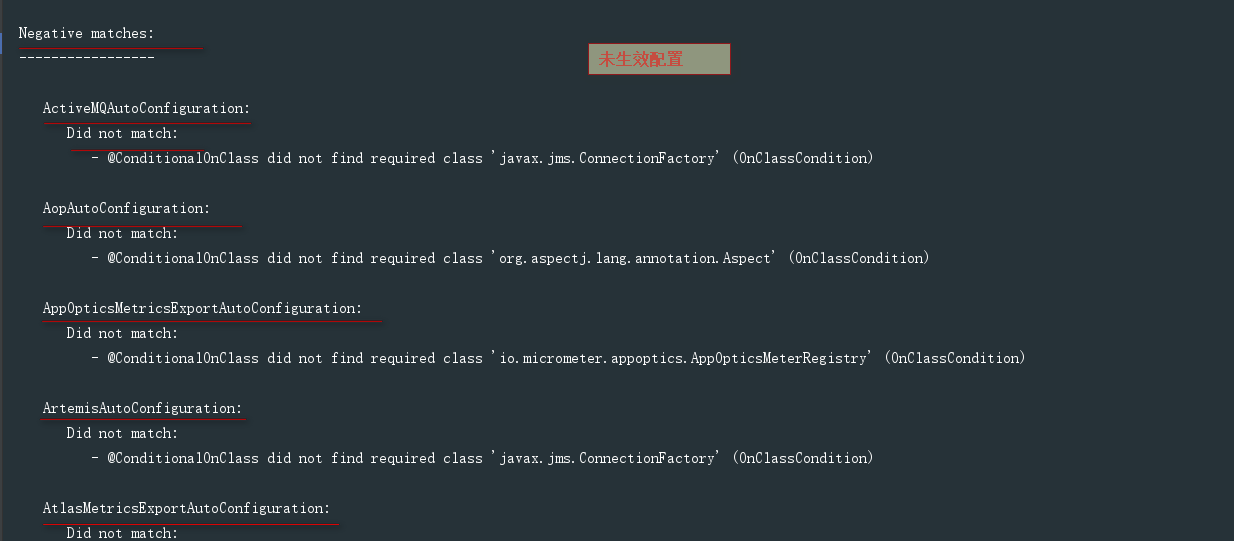 Negative matches:
-----------------
未生效配置
ActiveMQAutoConfiguration:
Did not match:
- @ConditionalOnClass did not find required class 'javax.jms.ConnectionFactory' (OnClassCondition)
AopAutoConfiguration:
Did not match:
- @ConditionalOnClass did not find required class 'org.aspectj.lang.annotation.Aspect' (OnClassCondition)
AppOpticsMetricsExportAutoConfiguration:
Did not match:
- @ConditionalOnClass did not find required class 'io.micrometer.appoptics.AppOpticsMeterRegistry' (OnClassCondition)
ArtemisAutoConfiguration:
Did not match:
- @ConditionalOnClass did not find required class 'javax.jms.ConnectionFactory' (OnClassCondition)
AtlasMetricsExportAutoConfiguration:
Did not match: